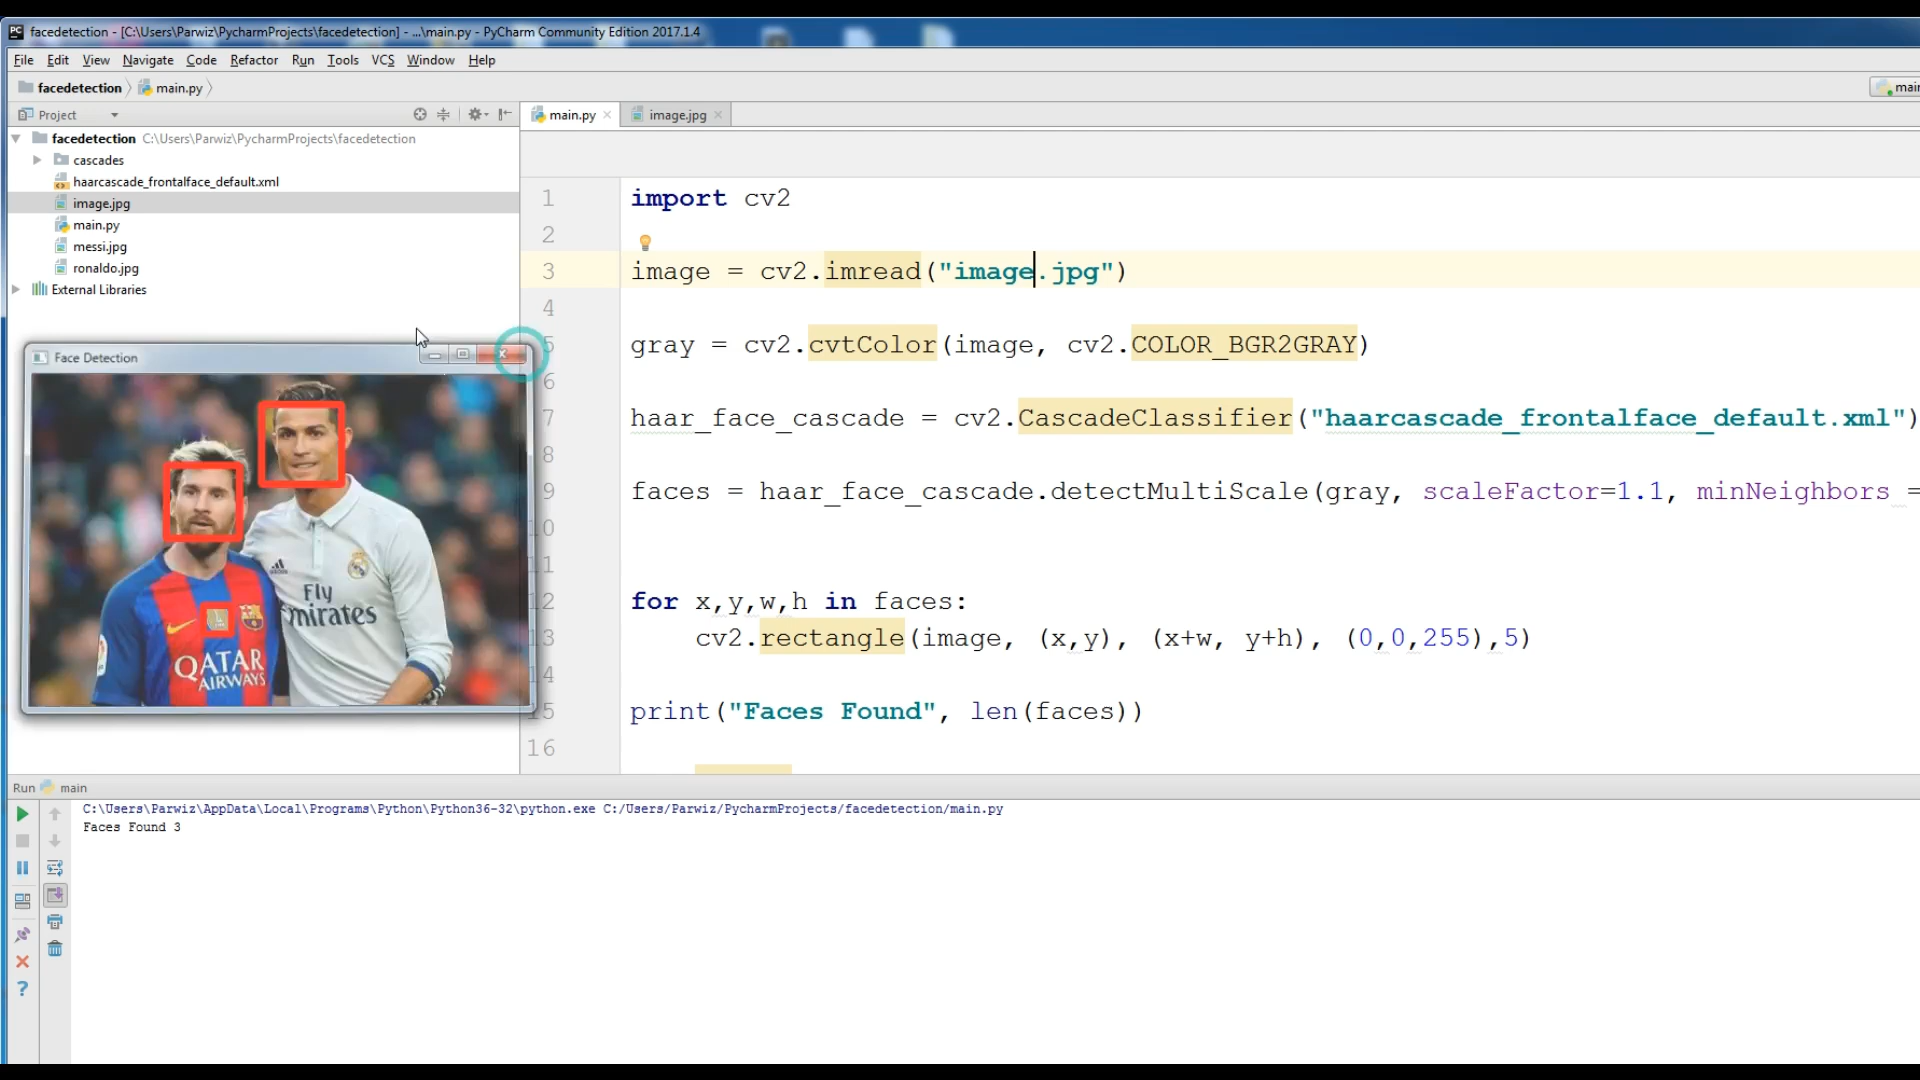 facedetection - [C:\Users\Parwiz\PycharmProjects\facedetection] - ...\main.py - PyCharm Community Edition 2017.1.4
File Edit View Navigate Code Refactor Run Tools VCS Window Help
facedetection main.py
Project
main.py image.jpg
facedetection C:\Users\Parwiz\PycharmProjects\facedetection
cascades
haarcascade_frontalface_default.xml
image.jpg
main.py
messi.jpg
ronaldo.jpg
External Libraries
Face Detection
Fly
Emirates
QATAR
AIRWAYS
1 import cv2
2
3 image = cv2.imread("image.jpg")
4
5 gray = cv2.cvtColor(image, cv2.COLOR_BGR2GRAY)
6
7 haar_face_cascade = cv2.CascadeClassifier("haarcascade_frontalface_default.xml")
8
9 faces = haar_face_cascade.detectMultiScale(gray, scaleFactor=1.1, minNeighbors =
10
11
12 for x,y,w,h in faces:
13 cv2.rectangle(image, (x,y), (x+w, y+h), (0,0,255),5)
14
15 print("Faces Found", len(faces))
16
Run main
C:\Users\Parwiz\AppData\Local\Programs\Python\Python36-32\python.exe C:/Users/Parwiz/PycharmProjects/facedetection/main.py
Faces Found 3